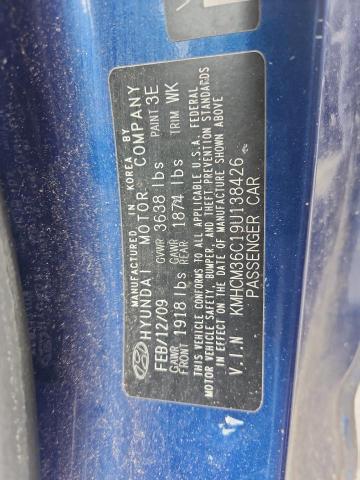 MANUFACTURED IN KOREA BY
HYUNDAI MOTOR COMPANY
FEB/12/09 GVWR 3638 lbs PAINT 3E
GAWR FRONT 1918 lbs GAWR REAR 1874 lbs TRIM WK
THIS VEHICLE CONFORMS TO ALL APPLICABLE U.S.A. FEDERAL
MOTOR VEHICLE SAFETY, BUMPER, AND THEFT PREVENTION STANDARDS
IN EFFECT ON THE DATE OF MANUFACTURE SHOWN ABOVE
V.I.N KMHCM36C19U138426
PASSENGER CAR